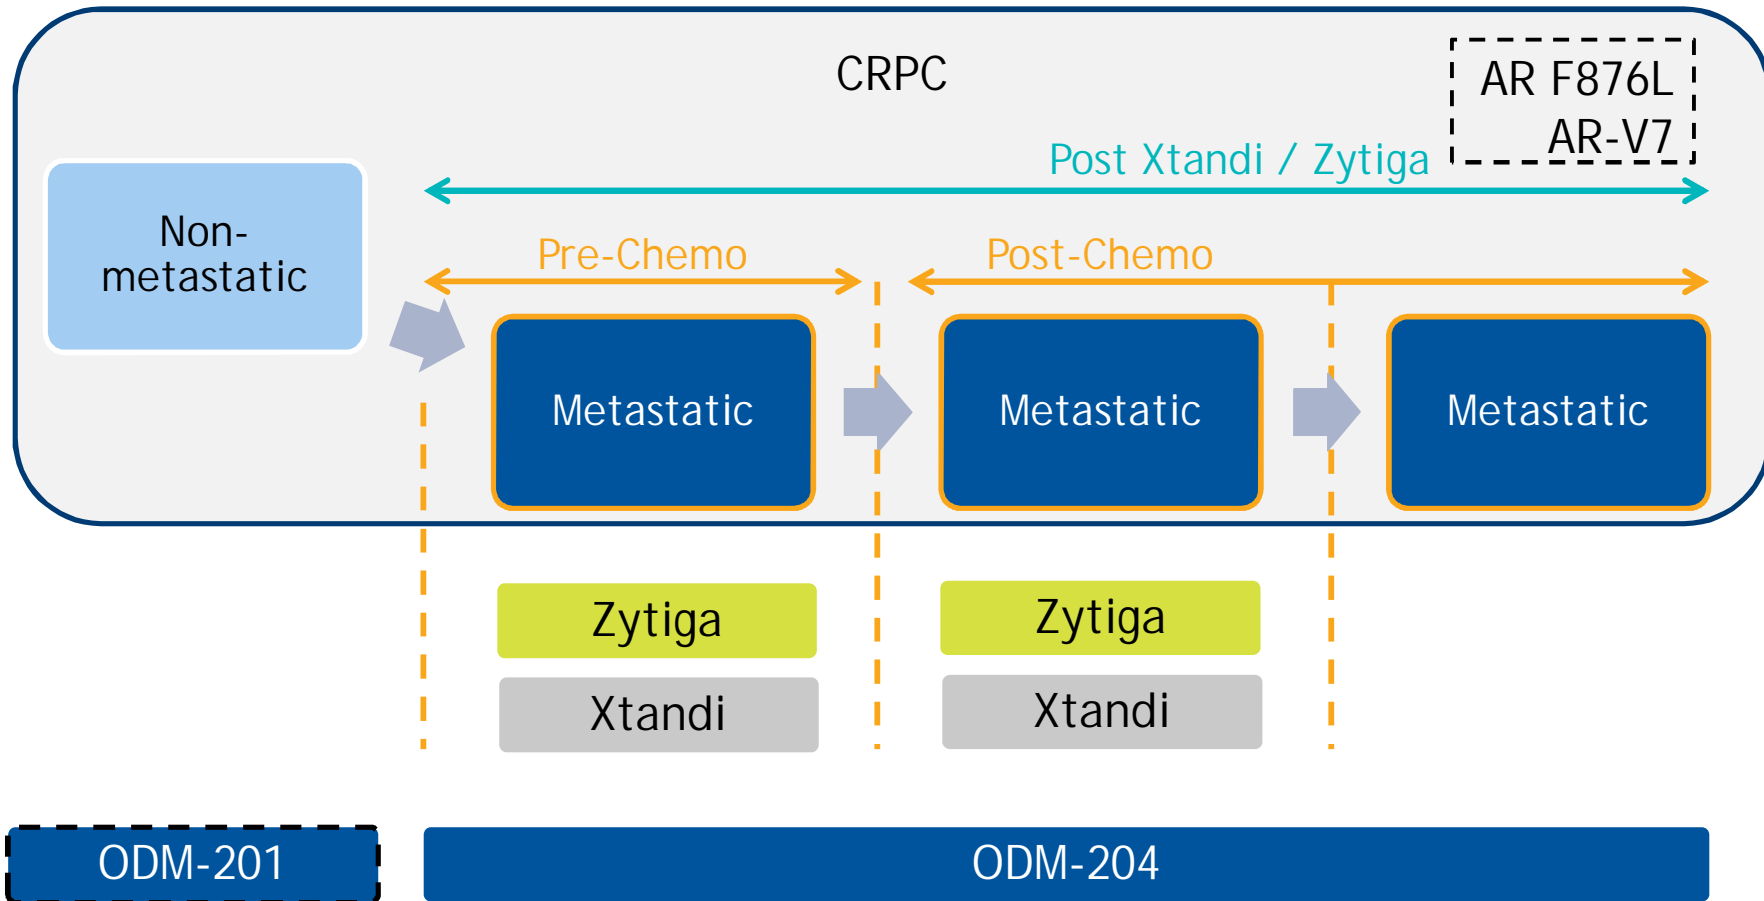 CRPC
AR F876L
AR-V7
Post Xtandi / Zytiga
Non-
metastatic
Pre-Chemo
Post-Chemo
Metastatic
Metastatic
Metastatic
Zytiga
Zytiga
Xtandi
Xtandi
ODM-201
ODM-204